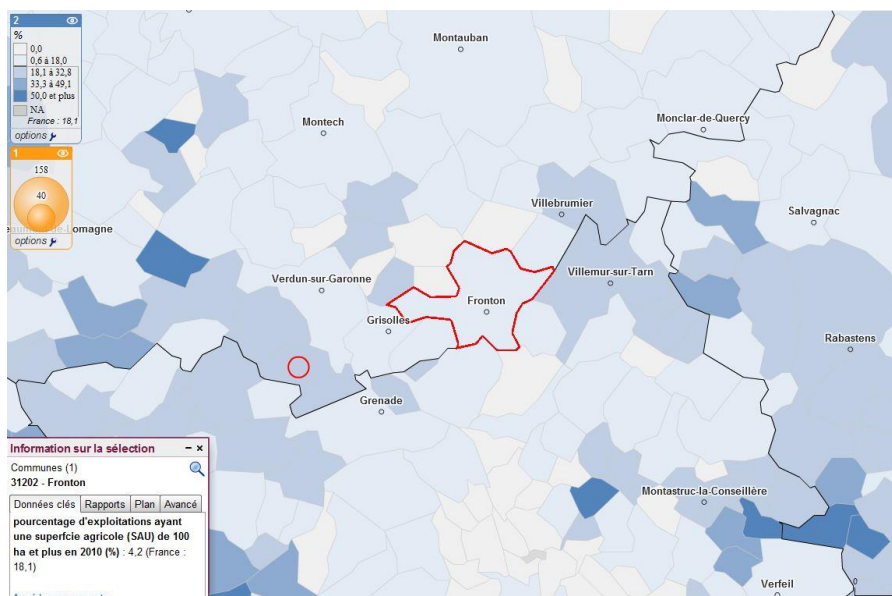 2
%
0,0
0,6 à 18,0
18,1 à 32,8
33,3 à 49,1
50,0 et plus
NA
France : 18,1
options
1
158
40
options
Montauban
Montech
Monclar-de-Quercy
Villebrumier
Salvagnac
Lomagne
Verdun-sur-Garonne
Villemur-sur-Tarn
Fronton
Grisolles
Rabastens
Grenade
Montastruc-la-Conseillère
Verfeil
0
Information sur la sélection
Communes (1)
31202 - Fronton
Données clés Rapports Plan Avancé
pourcentage d'exploitations ayant
une superfcie agricole (SAU) de 100
ha et plus en 2010 (%) : 4,2 (France :
18,1)